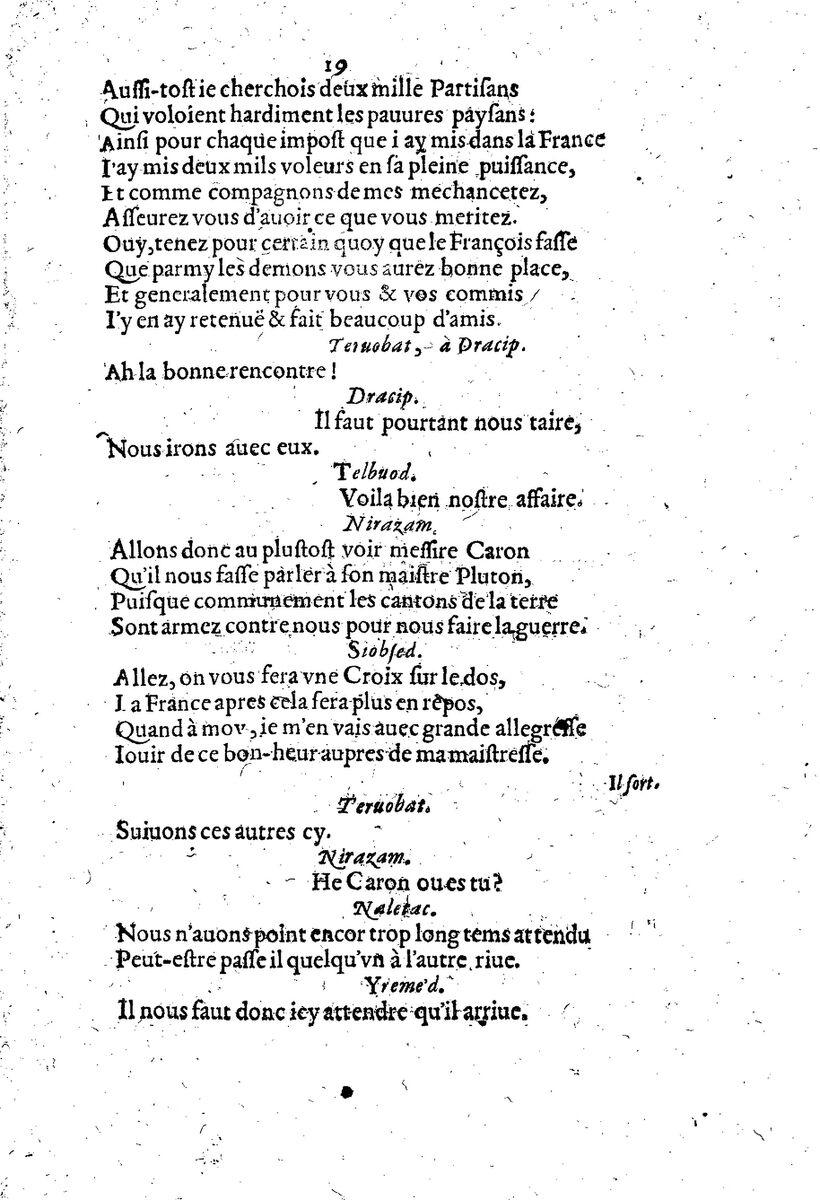 19
Auſſi-toſt ie cherchois deux mille Partiſans
Qui voloient hardiment les pauures payſans:
Ainſi pour chaque impoſt que i ay mis dans la France
I'ay mis deux mils voleurs en ſa pleine puiſſance,
Et comme compagnons de mes mechancetez,
Aſſeurez vous d'auoir ce que vous meritez.
Ouy, tenez pour certain quoy que le François faſſe
Que parmy les demons vous aurez bonne place,
Et generalement pour vous & vos commis
I'y en ay retenuë & fait beaucoup d'amis.
Teruobat, à Dracip.
Ah la bonne rencontre!
Dracip.
Il faut pourtant nous taire,
Nous irons auec eux.
Telbuod.
Voila bien noſtre affaire.
Nirazam.
Allons donc au pluſtoſt voir meſſire Caron
Qu'il nous faſſe parler à ſon maiſtre Pluton,
Puiſque communement les cantons de la terre
Sont armez contre nous pour nous faire la guerre.
Siobſed.
Allez, on vous fera vne Croix ſur le dos,
La France apres cela ſera plus en repos,
Quand à moy, ie m'en vais auec grande allegreſſe
Iouir de ce bon-heur aupres de ma maiſtreſſe.
Il ſort.
Teruobat.
Suiuons ces autres cy.
Nirazam.
He Caron ou es tu?
Naletac.
Nous n'auons point encor trop long tems attendu
Peut-eſtre paſſe il quelqu'vn à l'autre riue.
Yreme'd.
Il nous faut donc icy attendre qu'il arriue.